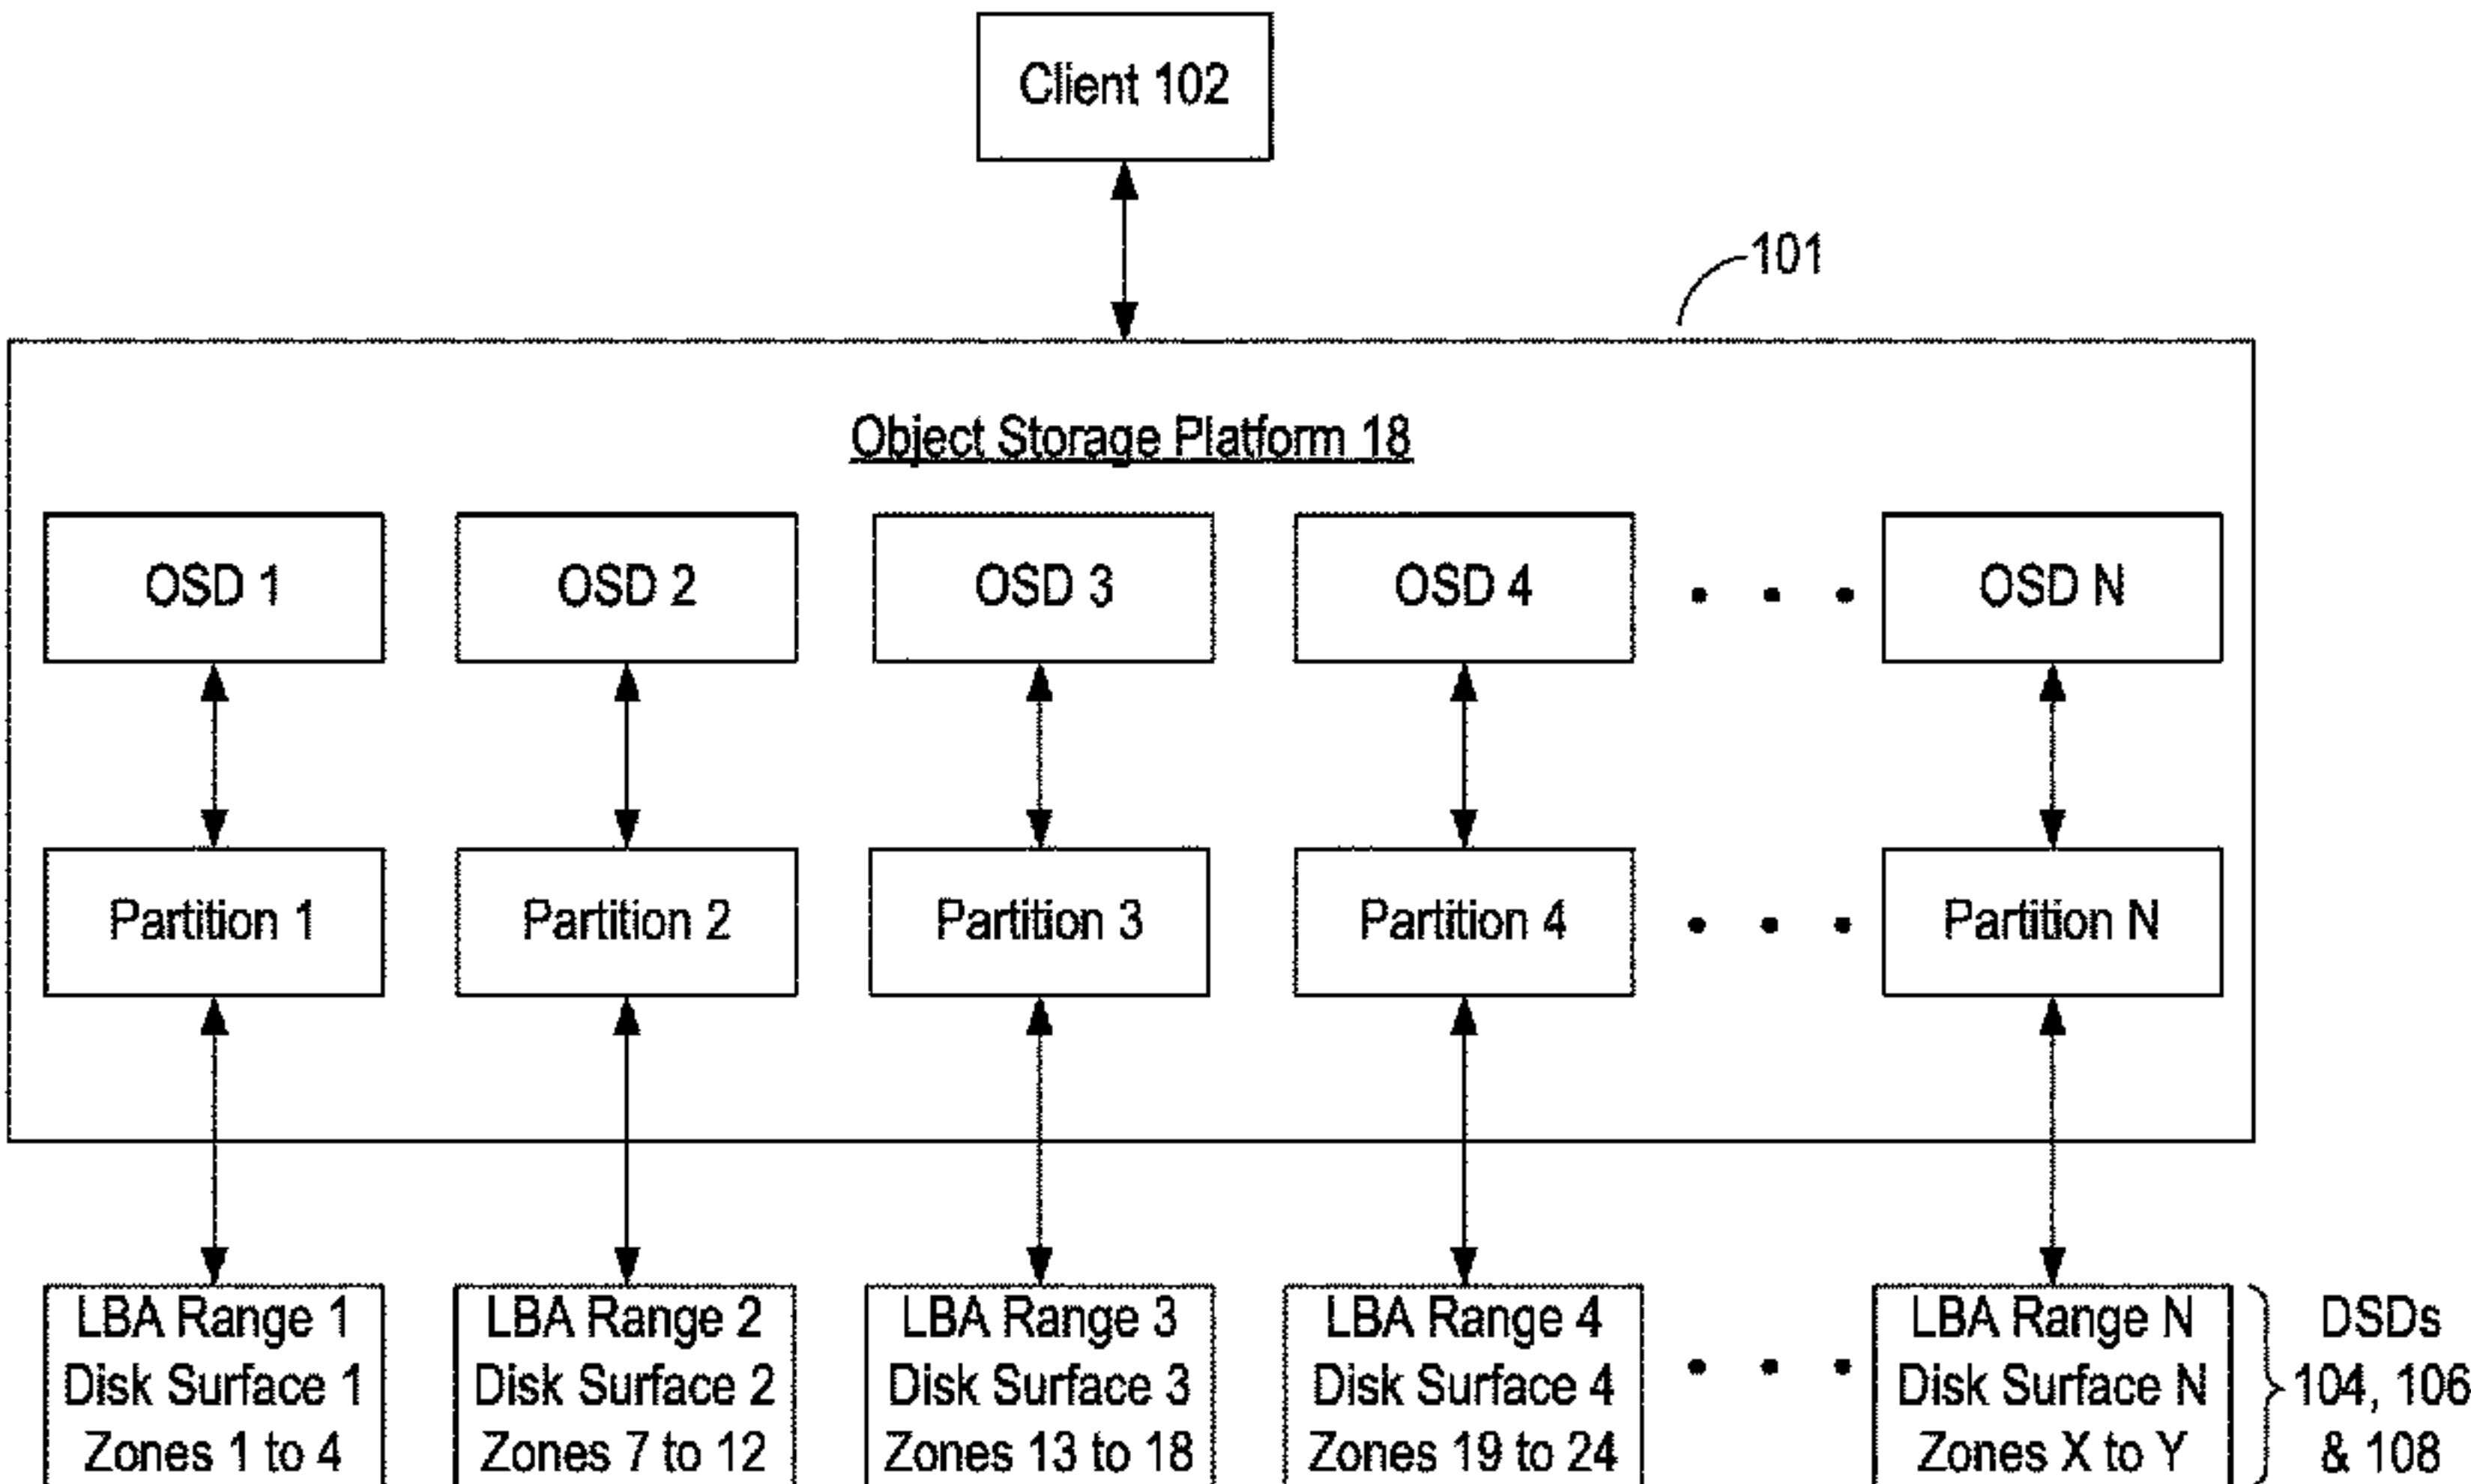 Client 102
101
Object Storage Platform 18
OSD 1
OSD 2
OSD 3
OSD 4
OSD N
Partition 1
Partition 2
Partition 3
Partition 4
Partition N
LBA Range 1
Disk Surface 1
Zones 1 to 4
LBA Range 2
Disk Surface 2
Zones 7 to 12
LBA Range 3
Disk Surface 3
Zones 13 to 18
LBA Range 4
Disk Surface 4
Zones 19 to 24
LBA Range N
Disk Surface N
Zones X to Y
DSDs
104, 106
& 108